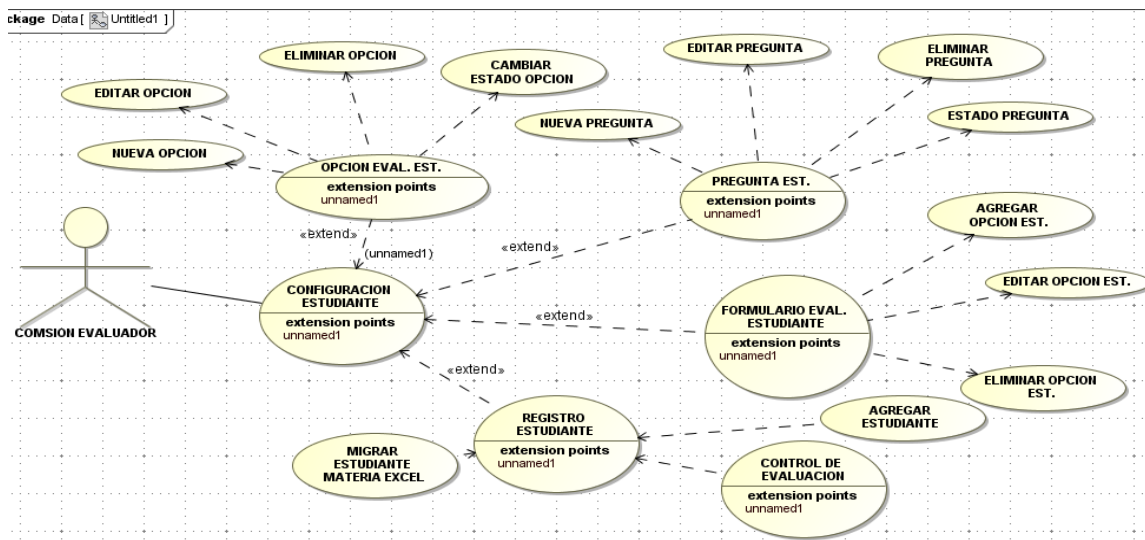 ckage Data [ Untitled1 ]
ELIMINAR OPCION
CAMBIAR
ESTADO OPCION
EDITAR PREGUNTA
ELIMINAR
PREGUNTA
EDITAR OPCION
NUEVA PREGUNTA
ESTADO PREGUNTA
NUEVA OPCION
OPCION EVAL. EST.
extension points
unnamed1
PREGUNTA EST.
extension points
unnamed1
AGREGAR
OPCION EST.
«extend»
(unnamed1)
«extend»
EDITAR OPCION EST.
CONFIGURACION
ESTUDIANTE
extension points
unnamed1
COMSION EVALUADOR
«extend»
FORMULARIO EVAL.
ESTUDIANTE
extension points
unnamed1
«extend»
ELIMINAR OPCION
EST.
REGISTRO
ESTUDIANTE
extension points
unnamed1
AGREGAR
ESTUDIANTE
MIGRAR
ESTUDIANTE
MATERIA EXCEL
CONTROL DE
EVALUACION
extension points
unnamed1